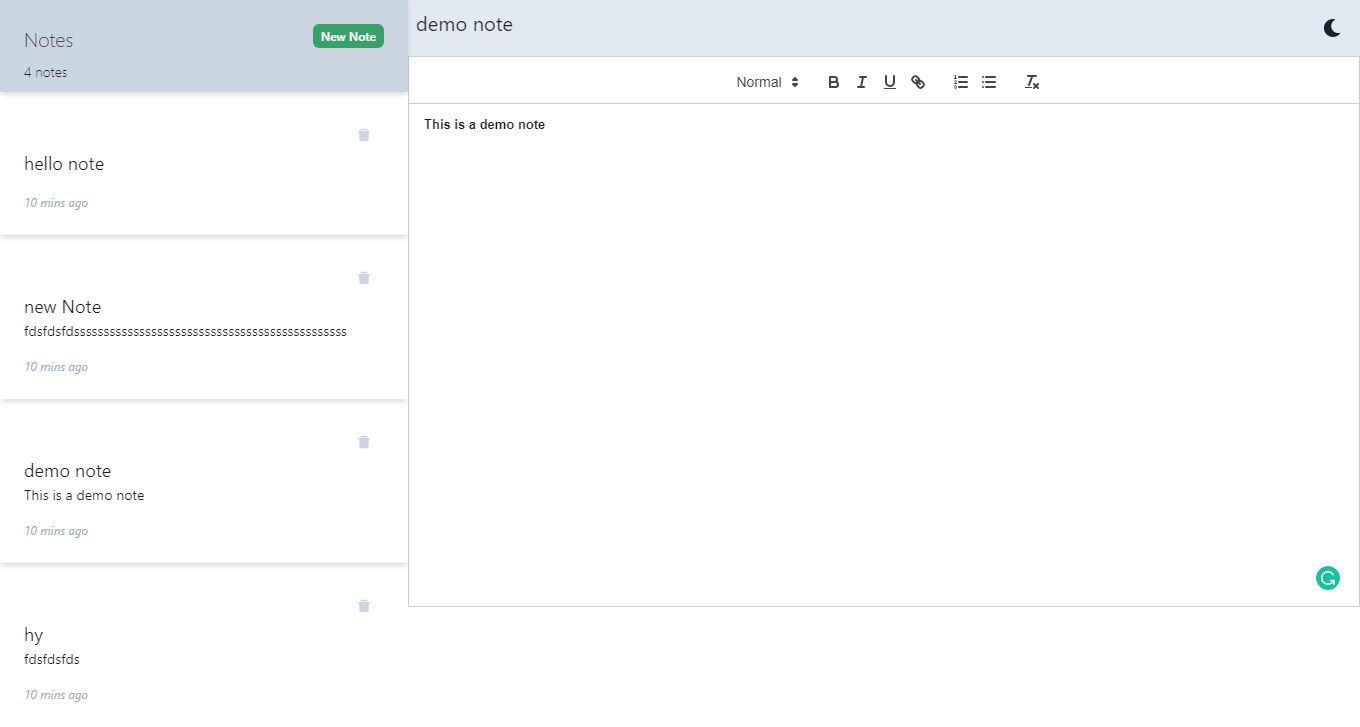 Notes
New Note
4 notes
hello note
10 mins ago
new Note
fdsfdsfdssssssssssssssssssssssssssssssssssssssssssssssss
10 mins ago
demo note
This is a demo note
10 mins ago
hy
fdsfdsfds
10 mins ago
demo note
Normal
B I U
This is a demo note